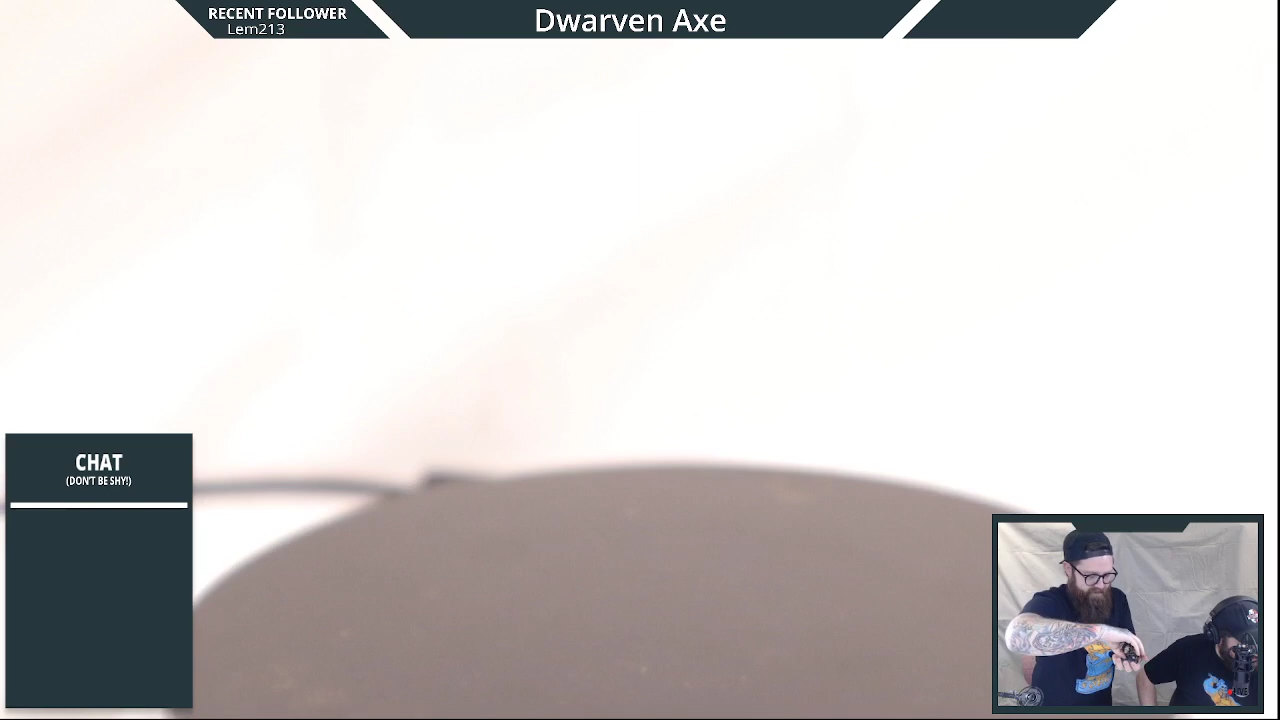 RECENT FOLLOWER
Lem213
Dwarven Axe
CHAT
(DON'T BE SHY!)